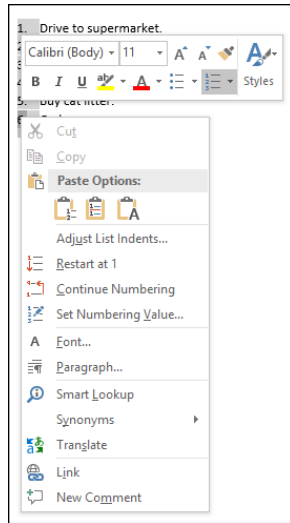 1. Drive to supermarket.
Calibri (Body) 11 A A
B I U aby A Styles
5. Buy cat litter.
Cut
Copy
Paste Options:
Adjust List Indents...
Restart at 1
Continue Numbering
Set Numbering Value...
A Font...
Paragraph...
Smart Lookup
Synonyms
Translate
Link
New Comment